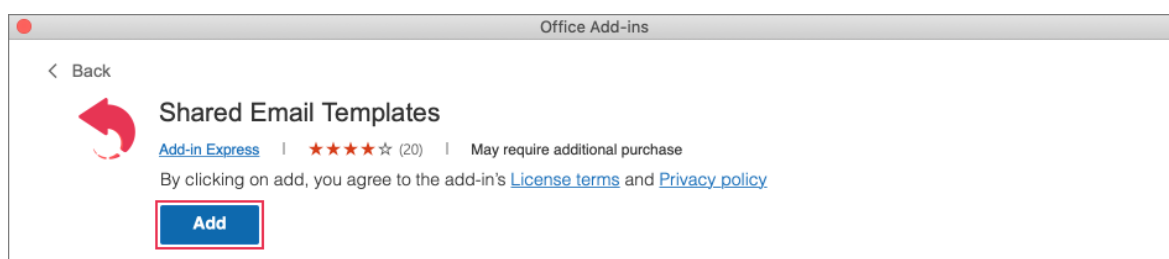 Office Add-ins
Back
Shared Email Templates
Add-in Express | (20) | May require additional purchase
By clicking on add, you agree to the add-in's License terms and Privacy policy
Add